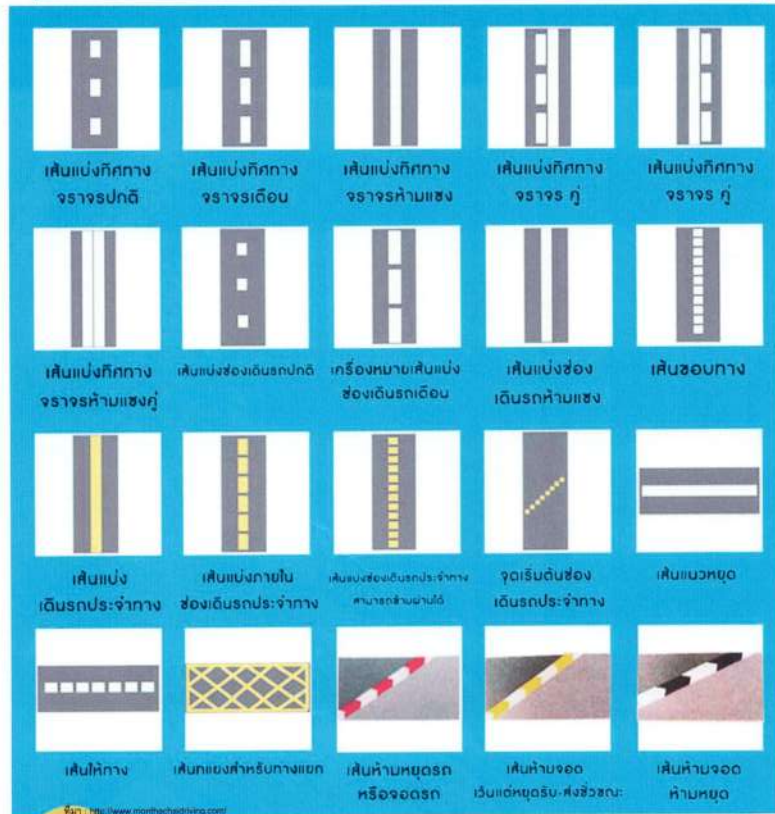 เส้นแบ่งทิศทาง
จราจรปกติ
เส้นแบ่งทิศทาง
จราจรเตือน
เส้นแบ่งทิศทาง
จราจรห้ามแซง
เส้นแบ่งทิศทาง
จราจร คู่
เส้นแบ่งทิศทาง
จราจร คู่
เส้นแบ่งทิศทาง
จราจรห้ามแซงคู่
เส้นแบ่งช่องเดินรถปกติ
เครื่องหมายเส้นแบ่ง
ช่องเดินรถเตือน
เส้นแบ่งช่อง
เดินรถห้ามแซง
เส้นขอบทาง
เส้นแบ่ง
เดินรถประจำทาง
เส้นแบ่งภายใน
ช่องเดินรถประจำทาง
เส้นแบ่งช่องเดินรถประจำทาง
สามารถข้ามผ่านได้
จุดเริ่มต้นช่อง
เดินรถประจำทาง
เส้นแนวหยุด
เส้นให้ทาง
เส้นทแยงสำหรับทางแยก
เส้นห้ามหยุดรถ
หรือจอดรถ
เส้นห้ามจอด
เว้นแต่หยุดรับ-ส่งชั่วขณะ
เส้นห้ามจอด
ห้ามหยุด
ที่มา : http://www.monthachaidriving.com/